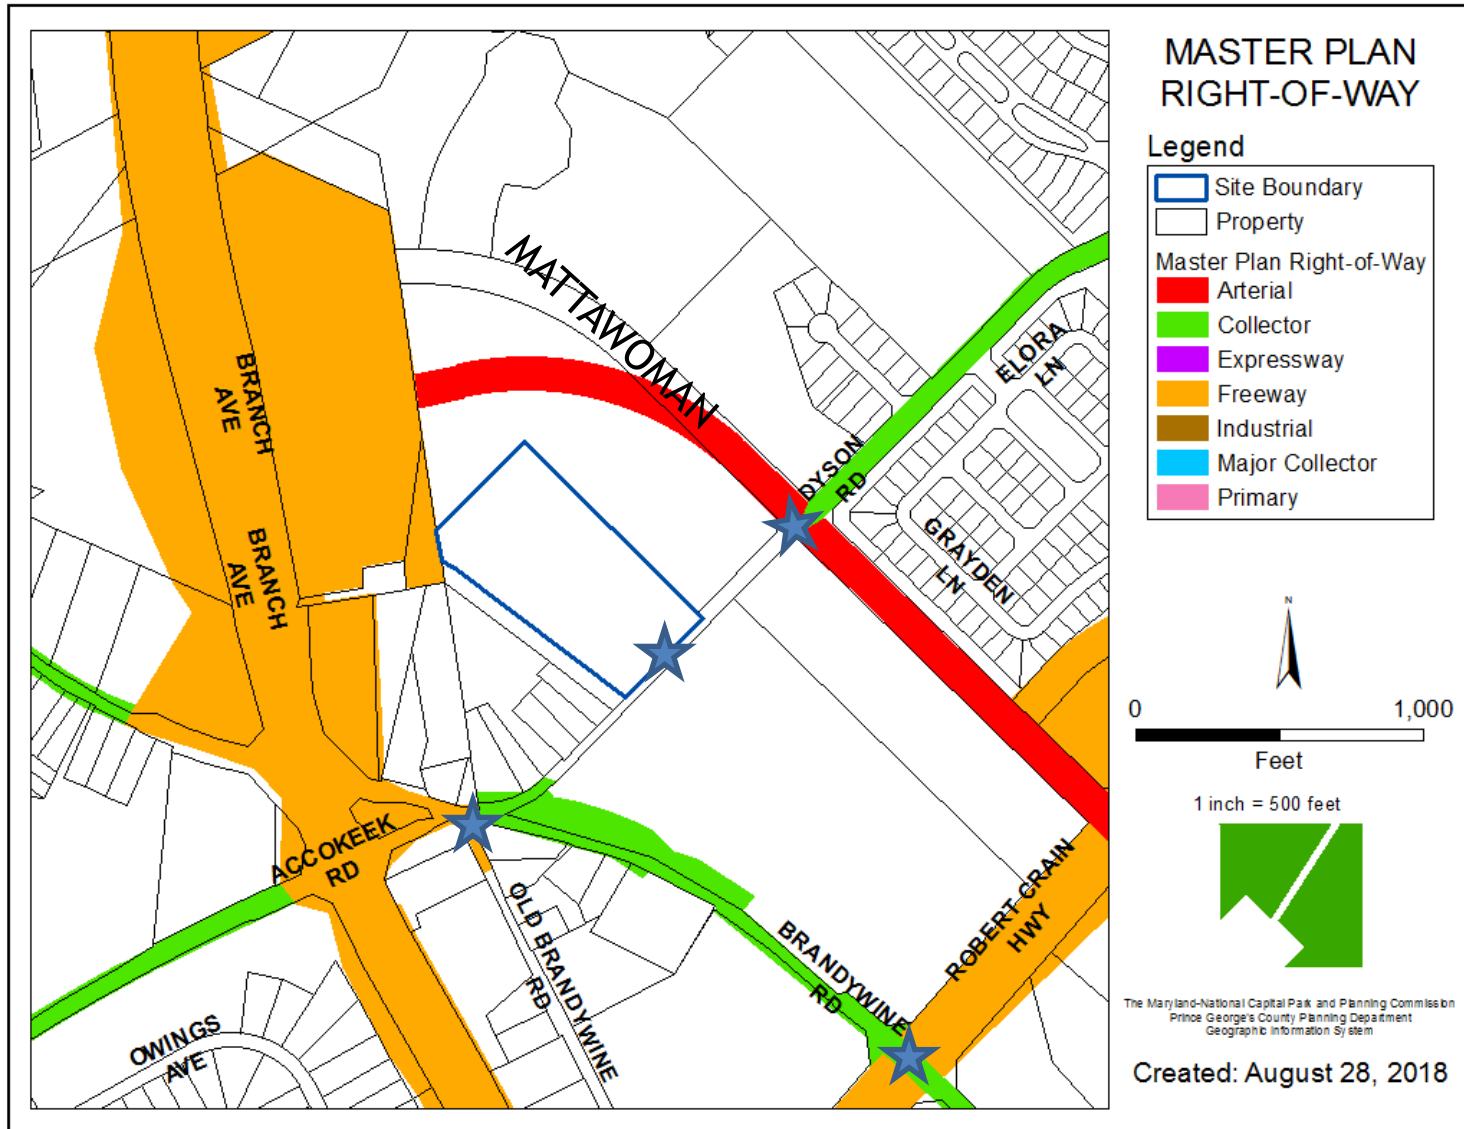 MASTER PLAN
RIGHT-OF-WAY
Legend
Site Boundary
Property
Master Plan Right-of-Way
Arterial
Collector
Expressway
Freeway
Industrial
Major Collector
Primary
MATTAWOMAN
BRANCH
AVE
ELORA
LN
DYSON
RD
GRAYDEN
LN
BRANCH
AVE
N
0 1,000
Feet
1 inch = 500 feet
ACCOKEEK
RD
OLD BRANDYWINE
RD
BRANDYWINE
RD
ROBERT CRAIN
HWY
OWINGS
AVE
The Maryland-National Capital Park and Planning Commission
Prince George's County Planning Department
Geographic Information System
Created: August 28, 2018